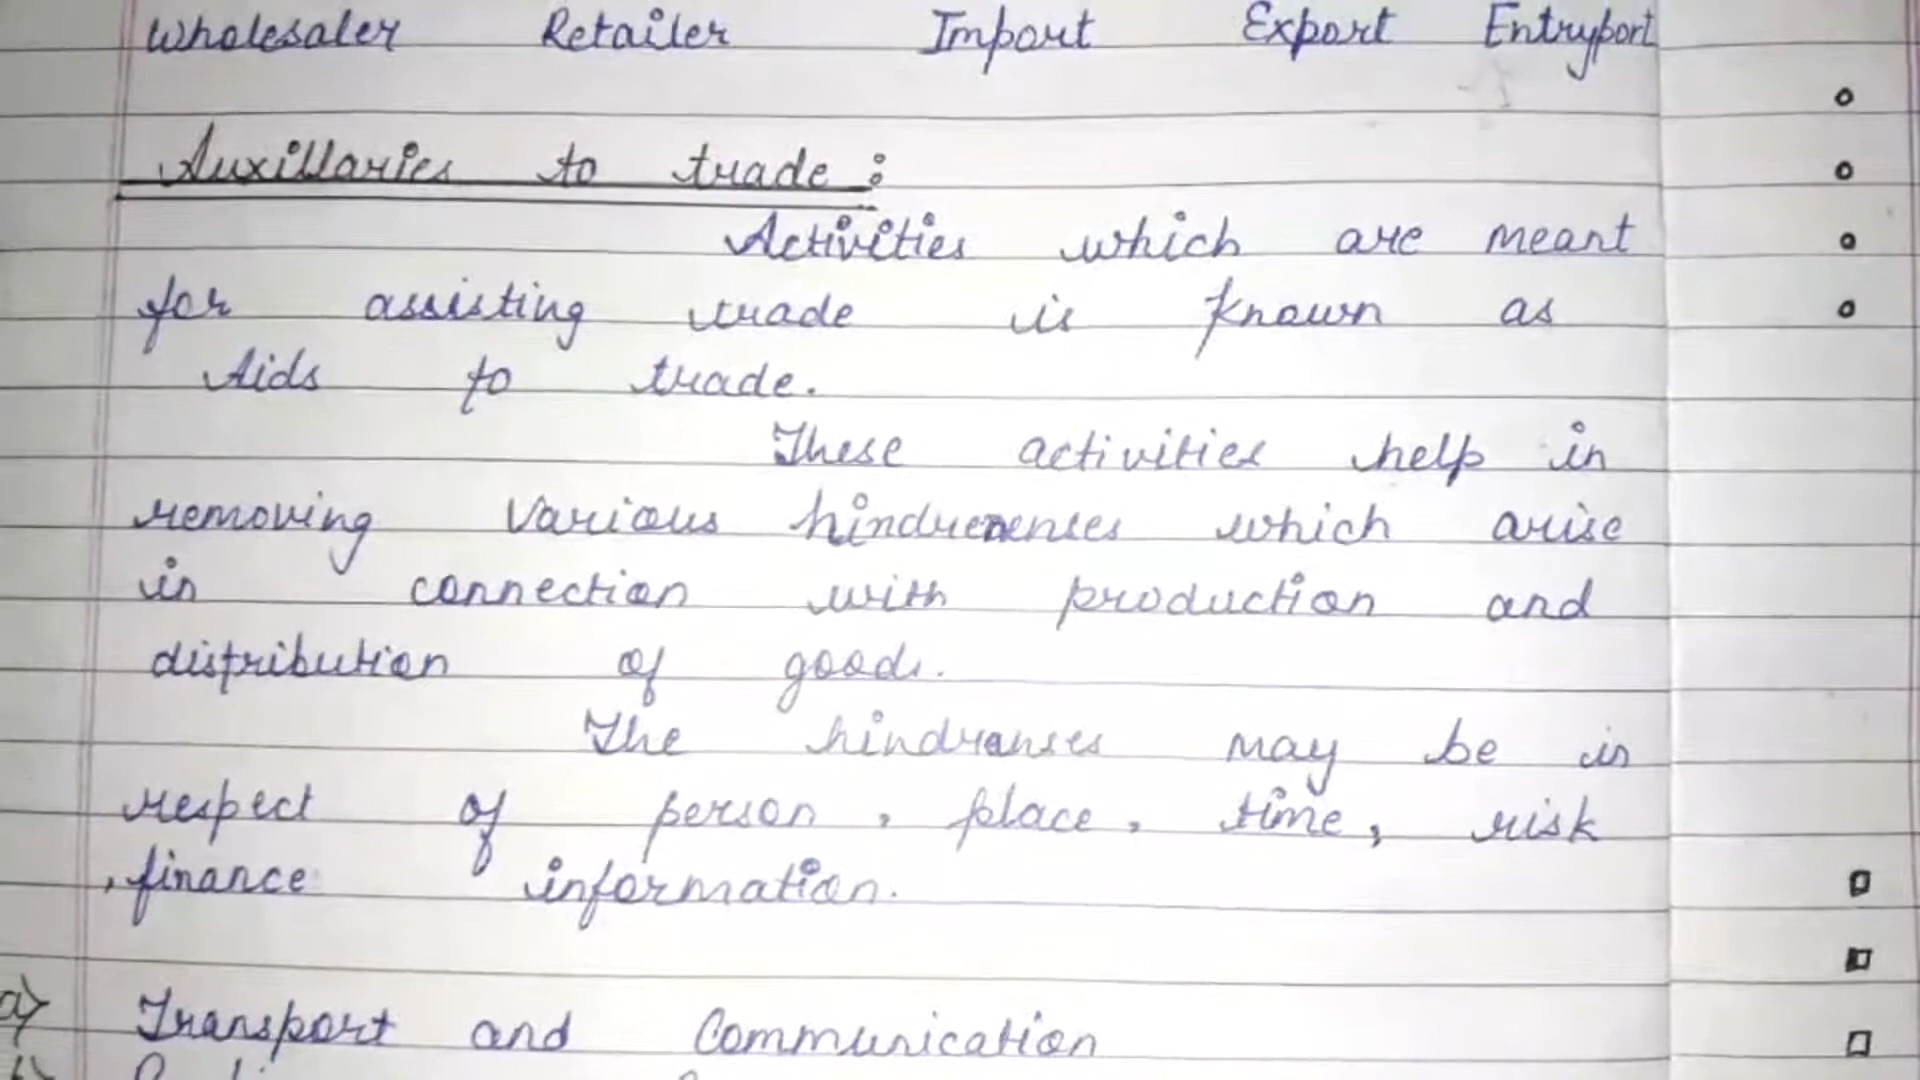 Wholesaler Retailer Import Export Entryport
Auxillaries to trade :
Activities which are meant
for assisting trade is known as
Aids to trade.
These activities help in
removing various hindrenenses which arise
in connection with production and
distribution of goods.
The hindranses may be in
respect of person, place, time, risk
, finance information.
a) Transport and Communication
b)